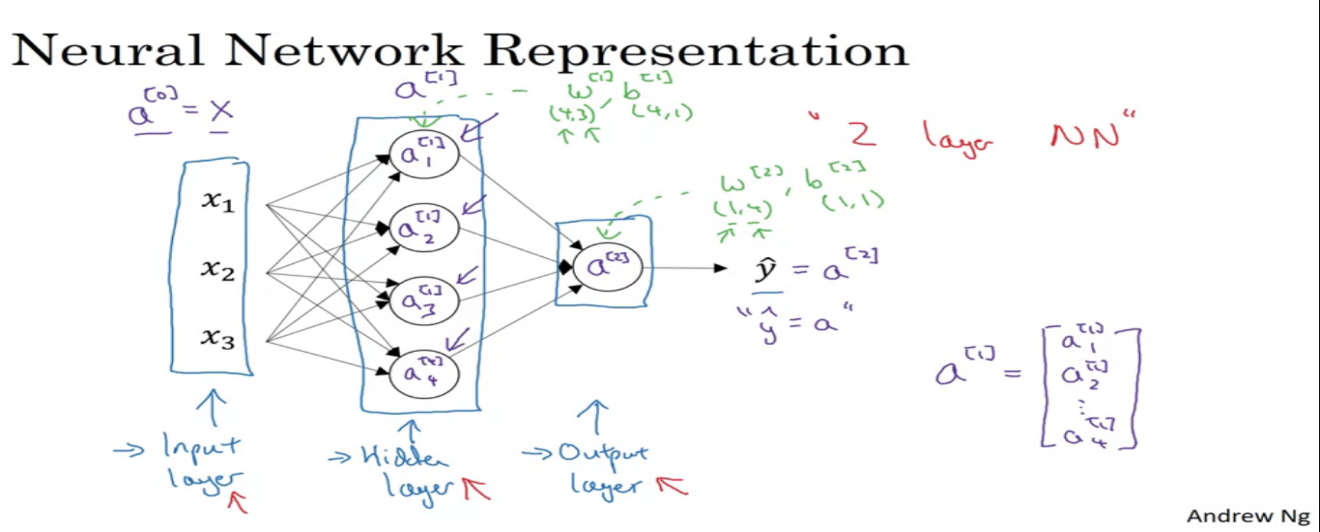 Neural Network Representation
a^[0] = X
a^[1]
w^[1], b^[1]
(4,3) (4,1)
"2 layer NN"
x₁
x₂
x₃
a₁^[1]
a₂^[1]
a₃^[1]
a₄^[1]
w^[2], b^[2]
(1,4) (1,1)
a^[2]
ŷ = a^[2]
"ŷ = a"
a^[1] =
a₁^[1]
a₂^[1]
⋮
a₄^[1]
→ Input
layer
→ Hidden
layer
→ Output
layer
Andrew Ng